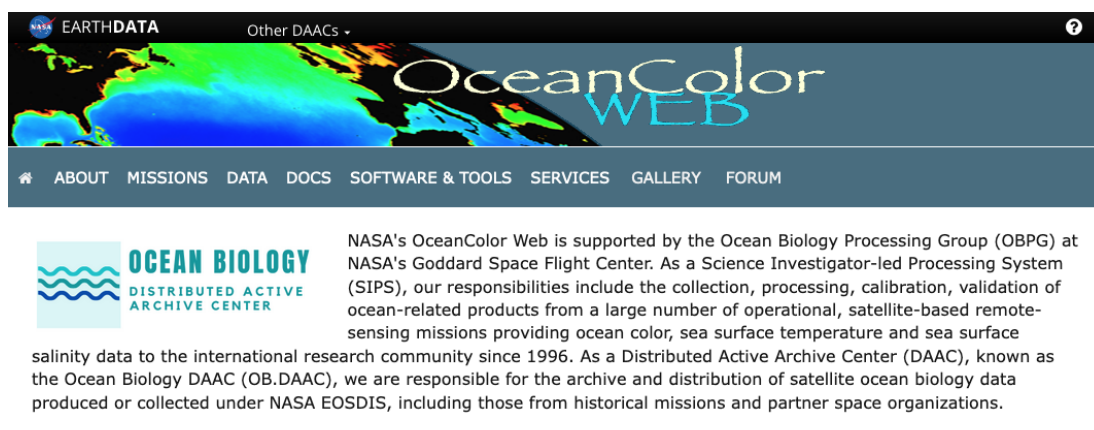 NASA EARTHDATA Other DAACs ?
OceanColor
WEB
ABOUT MISSIONS DATA DOCS SOFTWARE & TOOLS SERVICES GALLERY FORUM
OCEAN BIOLOGY
DISTRIBUTED ACTIVE
ARCHIVE CENTER
NASA's OceanColor Web is supported by the Ocean Biology Processing Group (OBPG) at
NASA's Goddard Space Flight Center. As a Science Investigator-led Processing System
(SIPS), our responsibilities include the collection, processing, calibration, validation of
ocean-related products from a large number of operational, satellite-based remote-
sensing missions providing ocean color, sea surface temperature and sea surface
salinity data to the international research community since 1996. As a Distributed Active Archive Center (DAAC), known as
the Ocean Biology DAAC (OB.DAAC), we are responsible for the archive and distribution of satellite ocean biology data
produced or collected under NASA EOSDIS, including those from historical missions and partner space organizations.